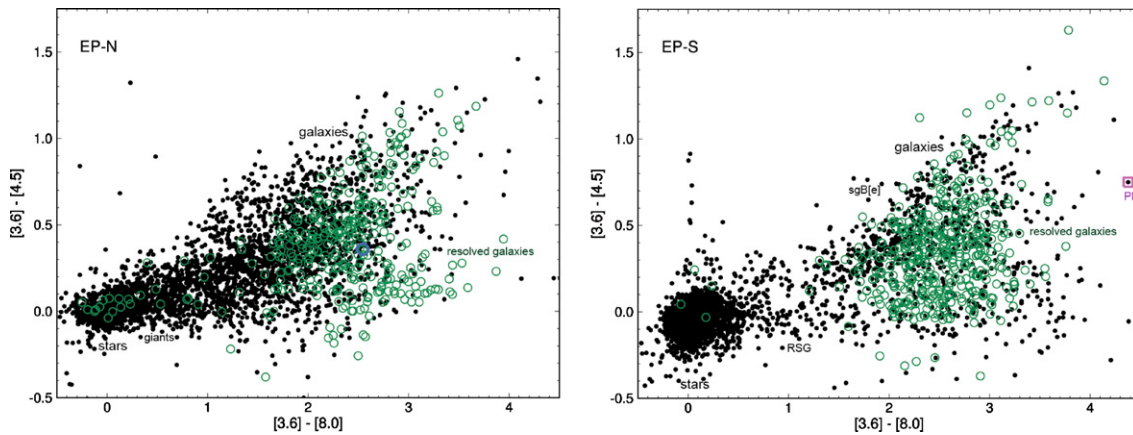 EP-N
galaxies
resolved galaxies
giants
stars
1.5
1.0
0.5
0.0
-0.5
0
1
2
3
4
[3.6] - [4.5]
[3.6] - [8.0]
EP-S
galaxies
sgB[e]
resolved galaxies
RSG
stars
1.5
1.0
0.5
0.0
-0.5
0
1
2
3
4
[3.6] - [4.5]
[3.6] - [8.0]